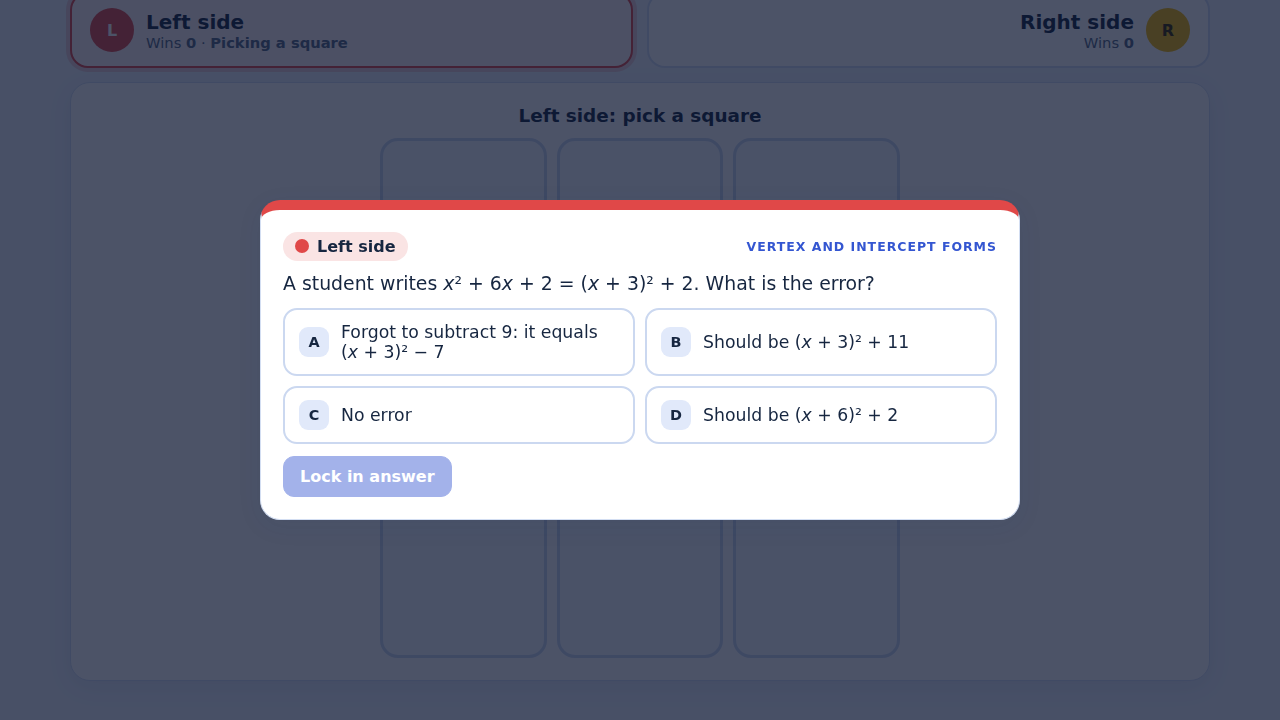 L
Left side
Wins 0 · Picking a square
Right side
Wins 0
R
Left side: pick a square
Left side
VERTEX AND INTERCEPT FORMS
A student writes x² + 6x + 2 = (x + 3)² + 2. What is the error?
A
Forgot to subtract 9: it equals
(x + 3)² − 7
B
Should be (x + 3)² + 11
C
No error
D
Should be (x + 6)² + 2
Lock in answer